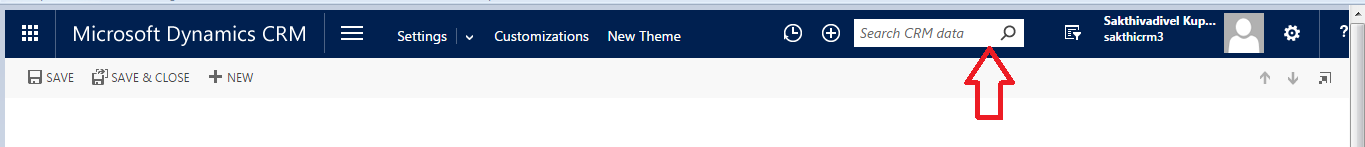 Microsoft Dynamics CRM
Settings
Customizations
New Theme
Search CRM data
Sakthivadivel Kup...
sakthicrm3
?
SAVE
SAVE & CLOSE
NEW